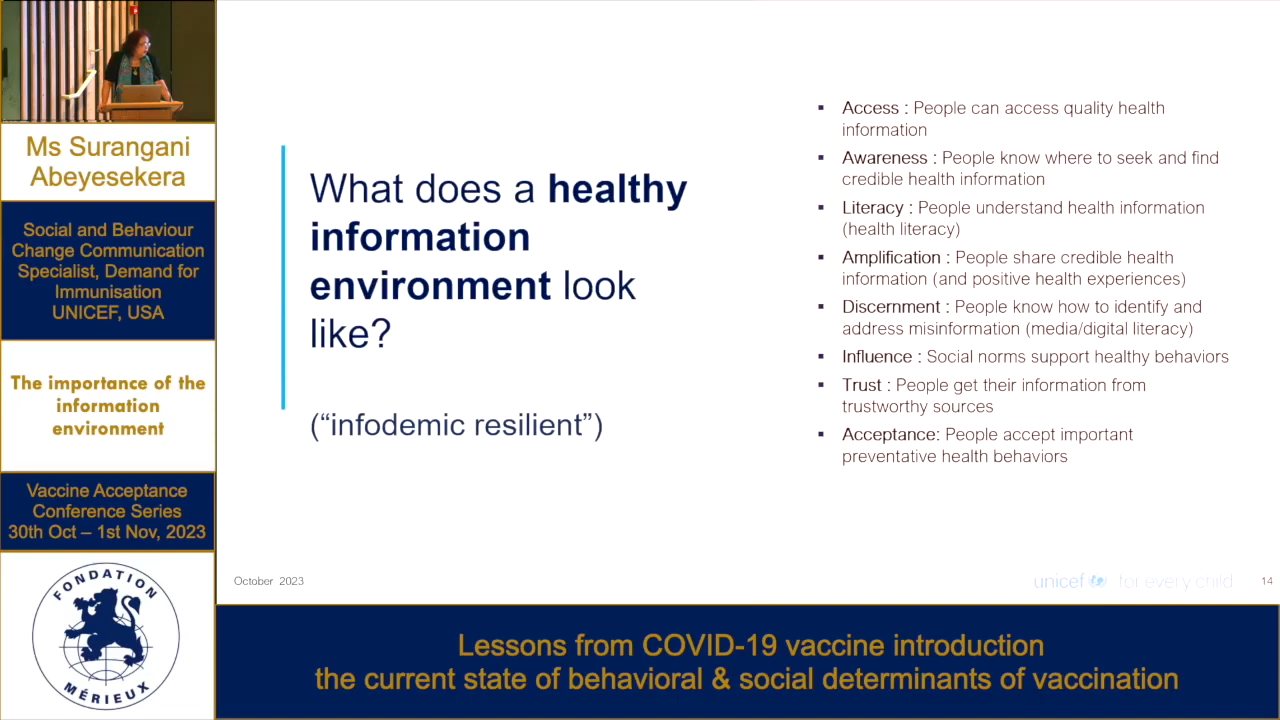 Ms Surangani
Abeyesekera
Social and Behaviour
Change Communication
Specialist, Demand for
Immunisation
UNICEF, USA
The importance of the
information
environment
Vaccine Acceptance
Conference Series
30th Oct – 1st Nov, 2023
FONDATION
MÉRIEUX
What does a healthy
information
environment look
like?
(“infodemic resilient”)
▪ Access : People can access quality health
information
▪ Awareness : People know where to seek and find
credible health information
▪ Literacy : People understand health information
(health literacy)
▪ Amplification : People share credible health
information (and positive health experiences)
▪ Discernment : People know how to identify and
address misinformation (media/digital literacy)
▪ Influence : Social norms support healthy behaviors
▪ Trust : People get their information from
trustworthy sources
▪ Acceptance: People accept important
preventative health behaviors
October 2023
unicef for every child
14
Lessons from COVID-19 vaccine introduction
the current state of behavioral & social determinants of vaccination